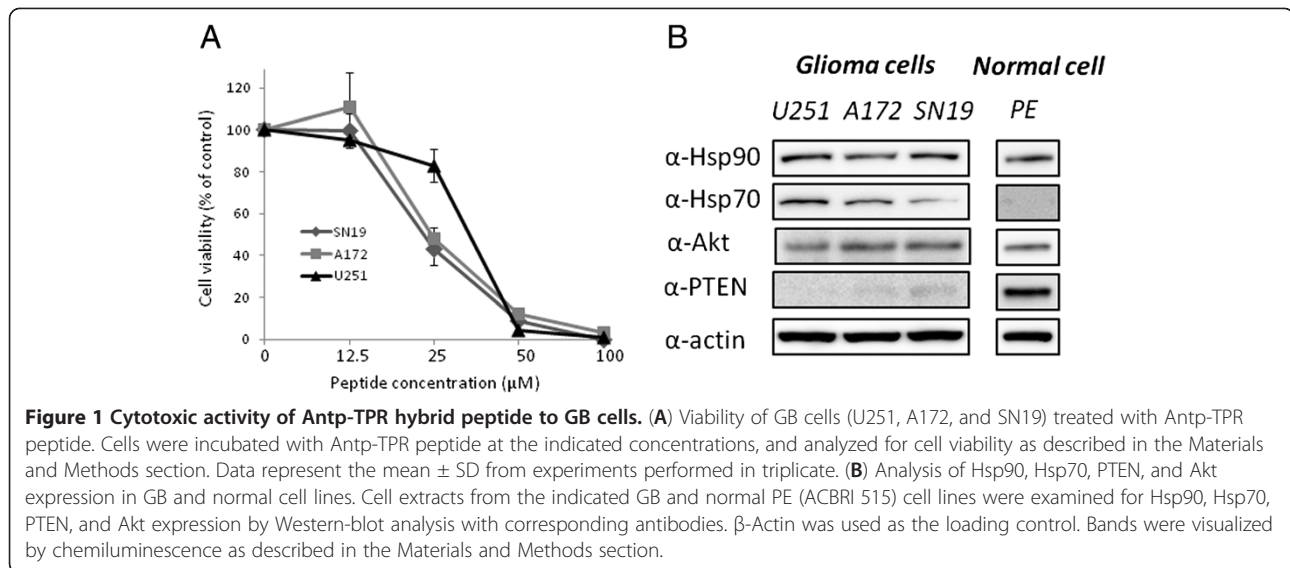 A
B
Cell viability (% of control)
120
100
80
60
40
20
0
SN19
A172
U251
0 12.5 25 50 100
Peptide concentration (μM)
Glioma cells Normal cell
U251 A172 SN19 PE
α-Hsp90
α-Hsp70
α-Akt
α-PTEN
α-actin
Figure 1 Cytotoxic activity of Antp-TPR hybrid peptide to GB cells. (A) Viability of GB cells (U251, A172, and SN19) treated with Antp-TPR
peptide. Cells were incubated with Antp-TPR peptide at the indicated concentrations, and analyzed for cell viability as described in the Materials
and Methods section. Data represent the mean ± SD from experiments performed in triplicate. (B) Analysis of Hsp90, Hsp70, PTEN, and Akt
expression in GB and normal cell lines. Cell extracts from the indicated GB and normal PE (ACBRI 515) cell lines were examined for Hsp90, Hsp70,
PTEN, and Akt expression by Western-blot analysis with corresponding antibodies. β-Actin was used as the loading control. Bands were visualized
by chemiluminescence as described in the Materials and Methods section.